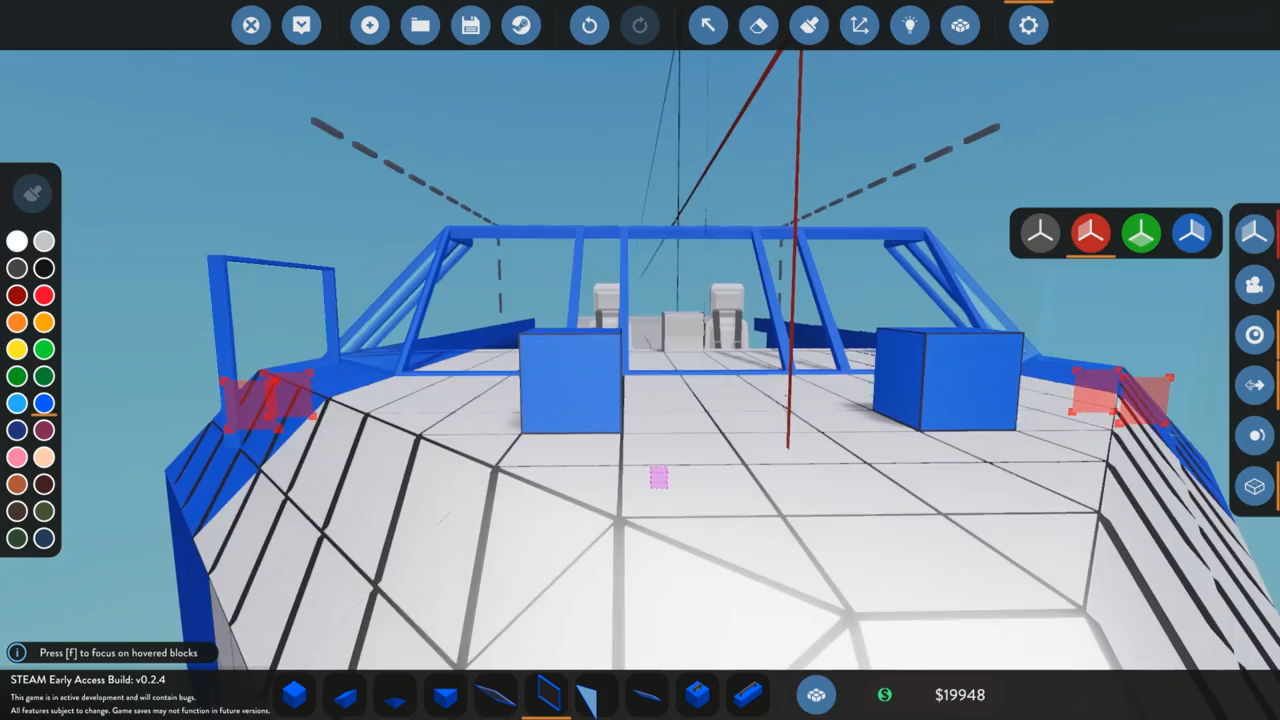 Press [f] to focus on hovered blocks
STEAM Early Access Build: v0.2.4
This game is in active development and will contain bugs.
All features subject to change. Game saves may not function in future versions.
$19948